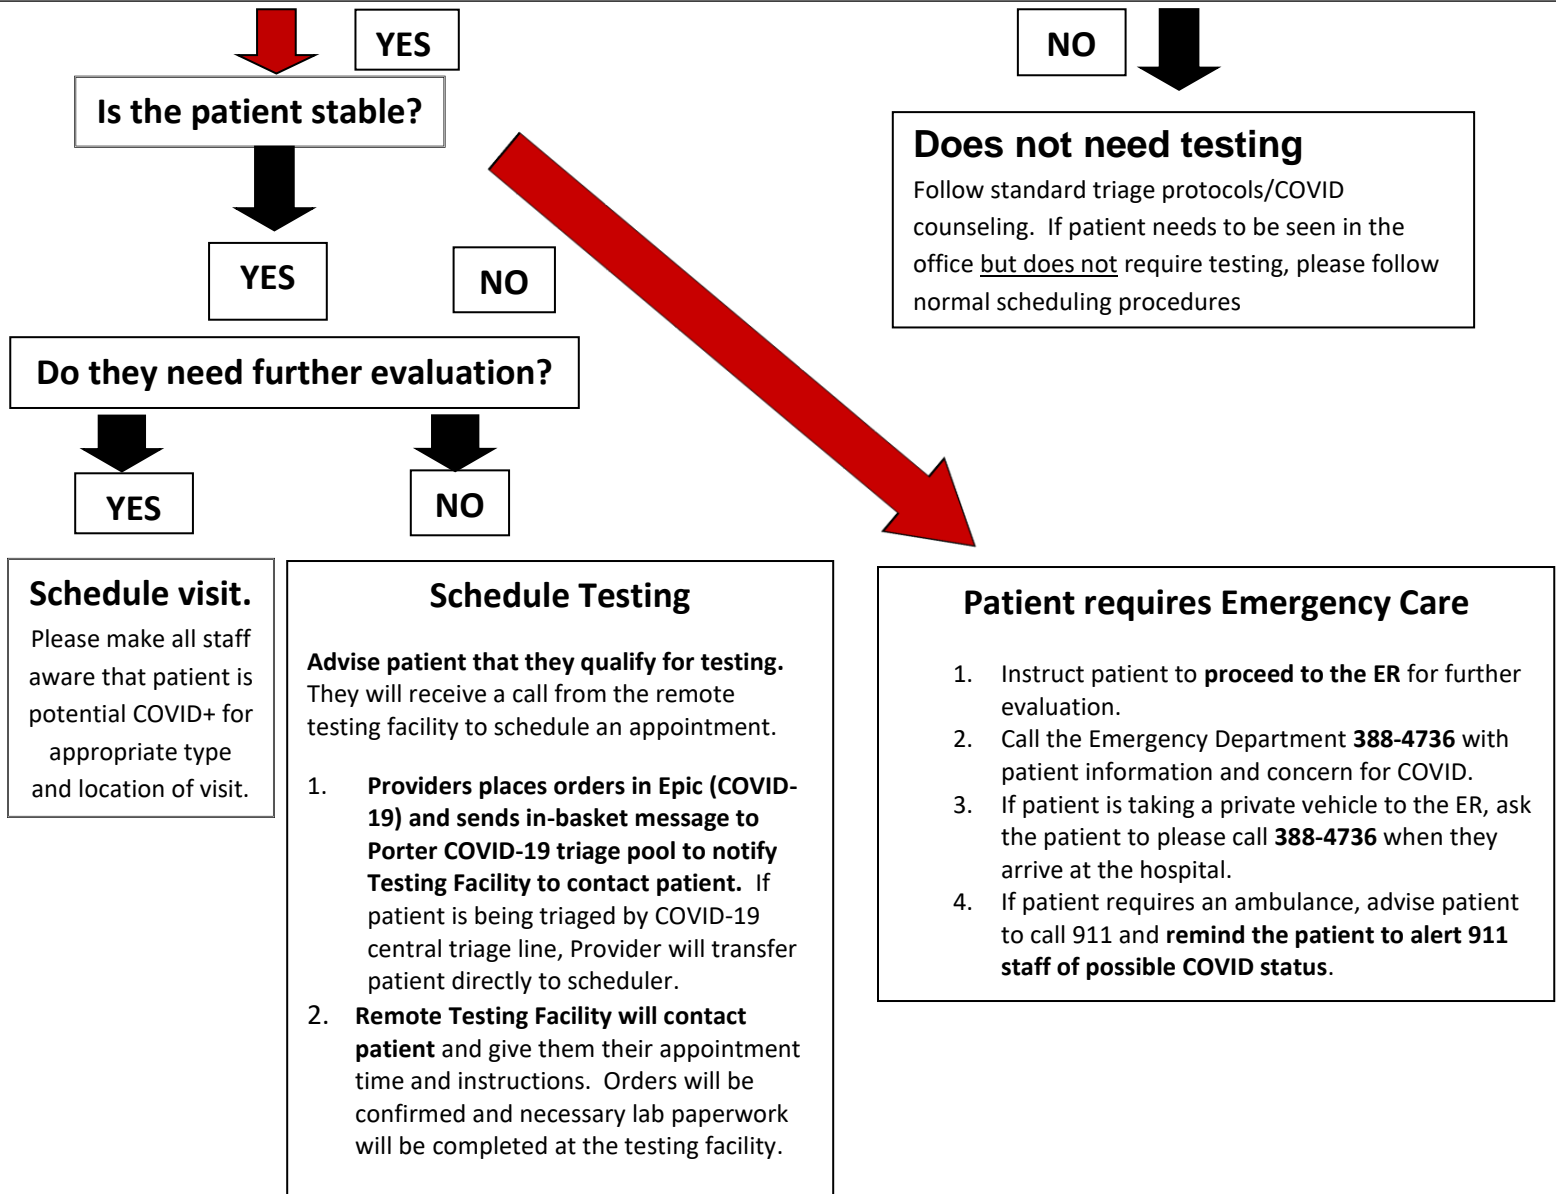 YES
NO
Is the patient stable?
Does not need testing
Follow standard triage protocols/COVID
counseling.  If patient needs to be seen in the
office but does not require testing, please follow
normal scheduling procedures
YES
NO
Do they need further evaluation?
YES
NO
Schedule visit.
Please make all staff
aware that patient is
potential COVID+ for
appropriate type
and location of visit.
Schedule Testing
Advise patient that they qualify for testing.
They will receive a call from the remote
testing facility to schedule an appointment.
1. Providers places orders in Epic (COVID-
19) and sends in-basket message to
Porter COVID-19 triage pool to notify
Testing Facility to contact patient.  If
patient is being triaged by COVID-19
central triage line, Provider will transfer
patient directly to scheduler.
2. Remote Testing Facility will contact
patient and give them their appointment
time and instructions.  Orders will be
confirmed and necessary lab paperwork
will be completed at the testing facility.
Patient requires Emergency Care
1. Instruct patient to proceed to the ER for further
evaluation.
2. Call the Emergency Department 388-4736 with
patient information and concern for COVID.
3. If patient is taking a private vehicle to the ER, ask
the patient to please call 388-4736 when they
arrive at the hospital.
4. If patient requires an ambulance, advise patient
to call 911 and remind the patient to alert 911
staff of possible COVID status.